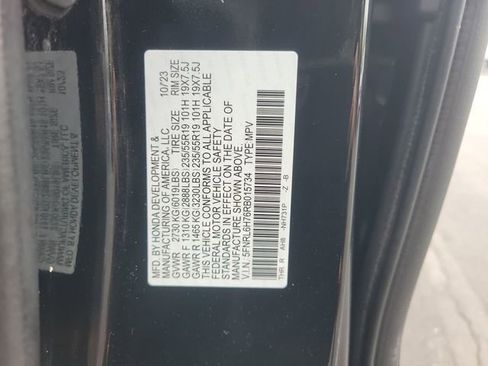 MFD. BY HONDA DEVELOPMENT &
MANUFACTURING OF AMERICA, LLC 10/23
GVWR 2730 KG(6019LBS) TIRE SIZE RIM SIZE
GAWR F 1310 KG(2888LBS)235/55R19 101H 19X7.5J
GAWR R 1465 KG(3230LBS)235/55R19 101H 19X7.5J
THIS VEHICLE CONFORMS TO ALL APPLICABLE
FEDERAL MOTOR VEHICLE SAFETY
STANDARDS IN EFFECT ON THE DATE OF
MANUFACTURE SHOWN ABOVE.
V.I.N.:5FNRL6H76RB015734 TYPE MPV
THR R AH8 -NH731P -Z -B